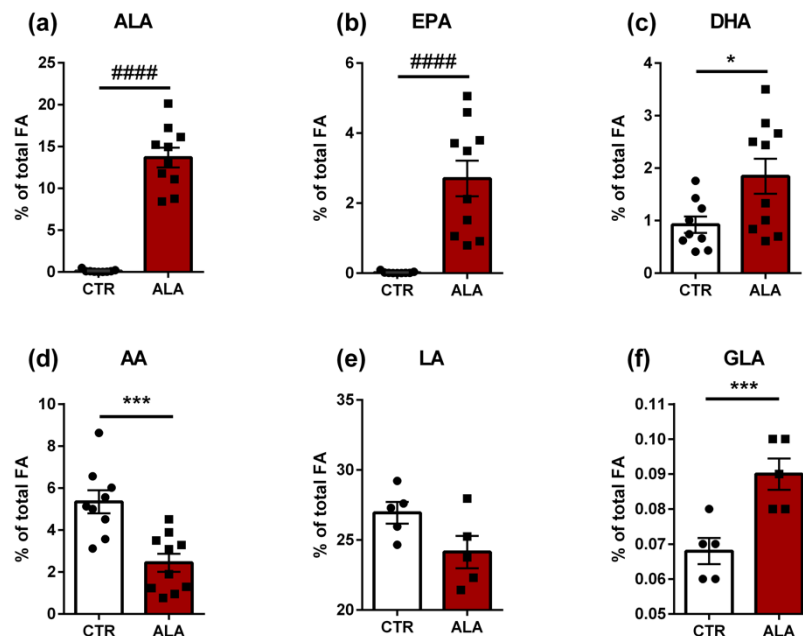 (a) ALA
% of total FA
25
20
15
10
5
0
####
CTR ALA
(b) EPA
% of total FA
6
4
2
0
####
CTR ALA
(c) DHA
% of total FA
4
3
2
1
0
*
CTR ALA
(d) AA
% of total FA
10
8
6
4
2
0
***
CTR ALA
(e) LA
% of total FA
35
30
25
20
CTR ALA
(f) GLA
% of total FA
0.11
0.10
0.09
0.08
0.07
0.06
0.05
***
CTR ALA